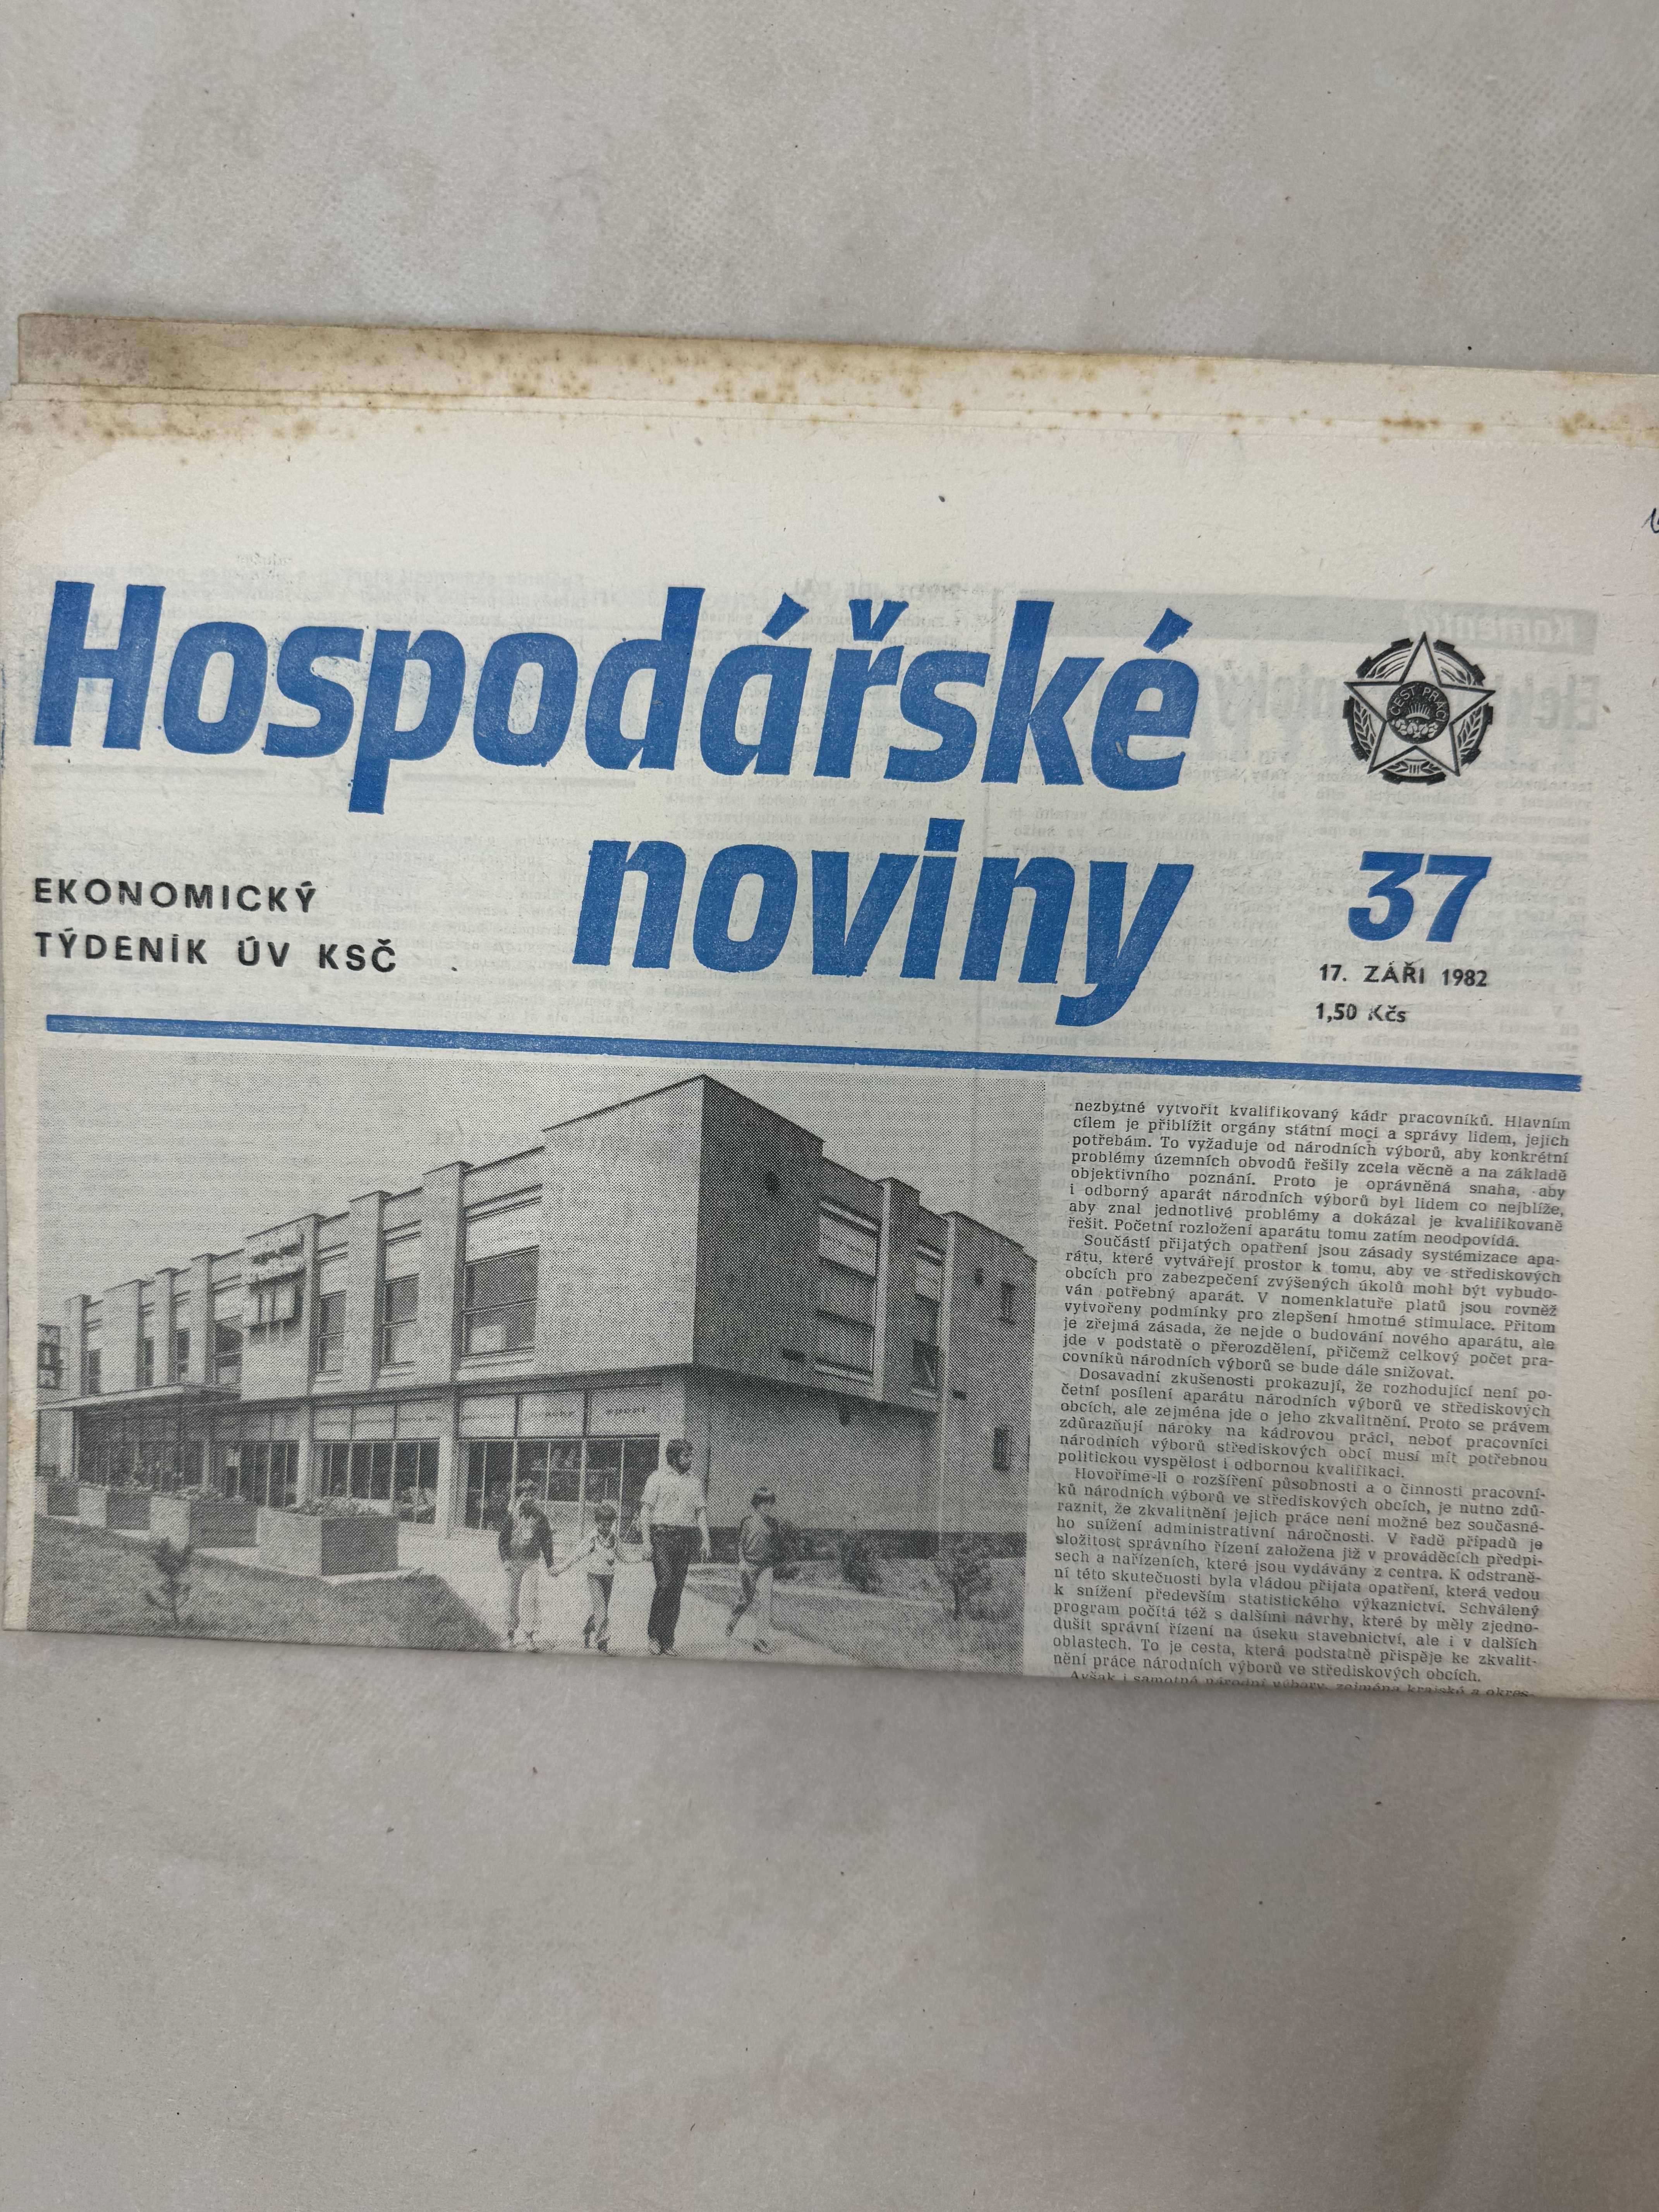 Hospodářské
noviny
EKONOMICKÝ
TÝDENÍK ÚV KSČ
ČEST PRÁCI
37
17. ZÁŘÍ 1982
1,50 Kčs
nezbytné vytvořit kvalifikovaný kádr pracovníků. Hlavním
cílem je přiblížit orgány státní moci a správy lidem, jejich
potřebám. To vyžaduje od národních výborů, aby konkrétní
problémy územních obvodů řešily zcela věcně a na základě
objektivního poznání. Proto je oprávněná snaha, aby
i odborný aparát národních výborů byl lidem co nejblíže,
aby znal jednotlivé problémy a dokázal je kvalifikovaně
řešit. Početní rozložení aparátu tomu zatím neodpovídá.
Součástí přijatých opatření jsou zásady systémizace apa-
rátu, které vytvářejí prostor k tomu, aby ve střediskových
obcích pro zabezpečení zvýšených úkolů mohl být vybudo-
ván potřebný aparát. V nomenklatuře platů jsou rovněž
vytvořeny podmínky pro zlepšení hmotné stimulace. Přitom
je zřejmá zásada, že nejde o budování nového aparátu, ale
jde v podstatě o přerozdělení, přičemž celkový počet pra-
covníků národních výborů se bude dále snižovat.
Dosavadní zkušenosti prokazují, že rozhodující není po-
četní posílení aparátu národních výborů ve střediskových
obcích, ale zejména jde o jeho zkvalitnění. Proto se právem
zdůrazňují nároky na kádrovou práci, neboť pracovníci
národních výborů střediskových obcí musí mít potřebnou
politickou vyspělost i odbornou kvalifikaci.
Hovoříme-li o rozšíření působnosti a o činnosti pracovní-
ků národních výborů ve střediskových obcích, je nutno zdů-
raznit, že zkvalitnění jejich práce není možné bez současné-
ho snížení administrativní náročnosti. V řadě případů je
složitost správního řízení založena již v prováděcích předpi-
sech a nařízeních, které jsou vydávány z centra. K odstraně-
ní této skutečnosti byla vládou přijata opatření, která vedou
k snížení především statistického výkaznictví. Schválený
program počítá též s dalšími návrhy, které by měly zjedno-
dušit správní řízení na úseku stavebnictví, ale i v dalších
oblastech. To je cesta, která podstatně přispěje ke zkvalit-
nění práce národních výborů ve střediskových obcích.
Avšak i samotné národní výbory, zejména krajské a okres-